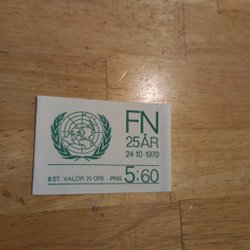 FN
25 ÅR
24·10·1970
8 ST. VALÖR 70 ÖRE · PRIS 5:60